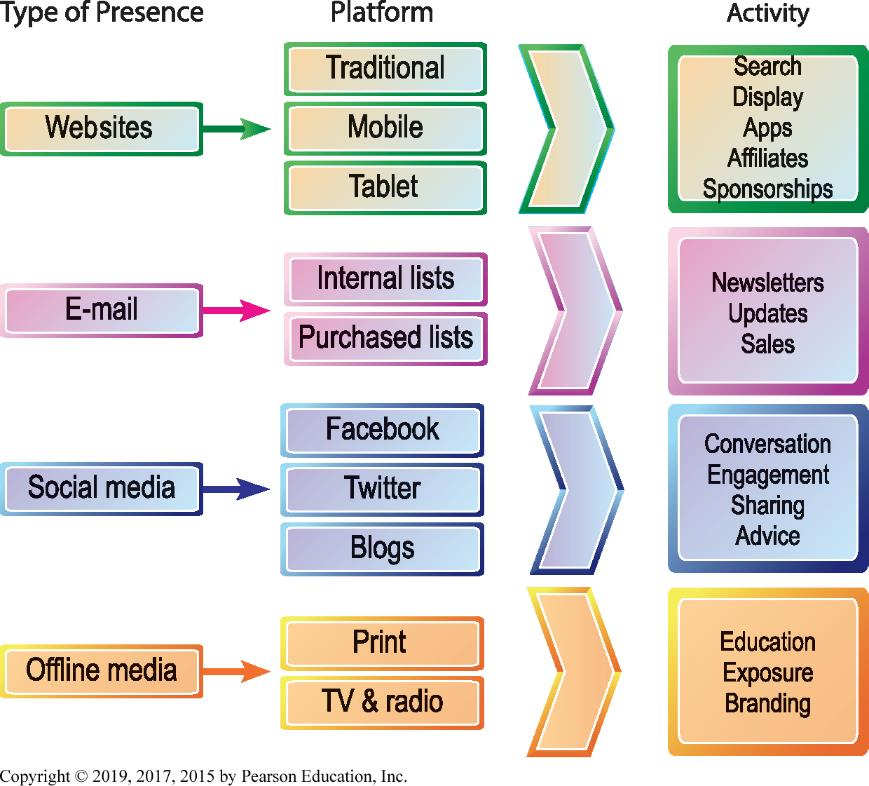 Type of Presence
Platform
Activity
Websites
Traditional
Mobile
Tablet
Search
Display
Apps
Affiliates
Sponsorships
E-mail
Internal lists
Purchased lists
Newsletters
Updates
Sales
Social media
Facebook
Twitter
Blogs
Conversation
Engagement
Sharing
Advice
Offline media
Print
TV & radio
Education
Exposure
Branding
Copyright © 2019, 2017, 2015 by Pearson Education, Inc.